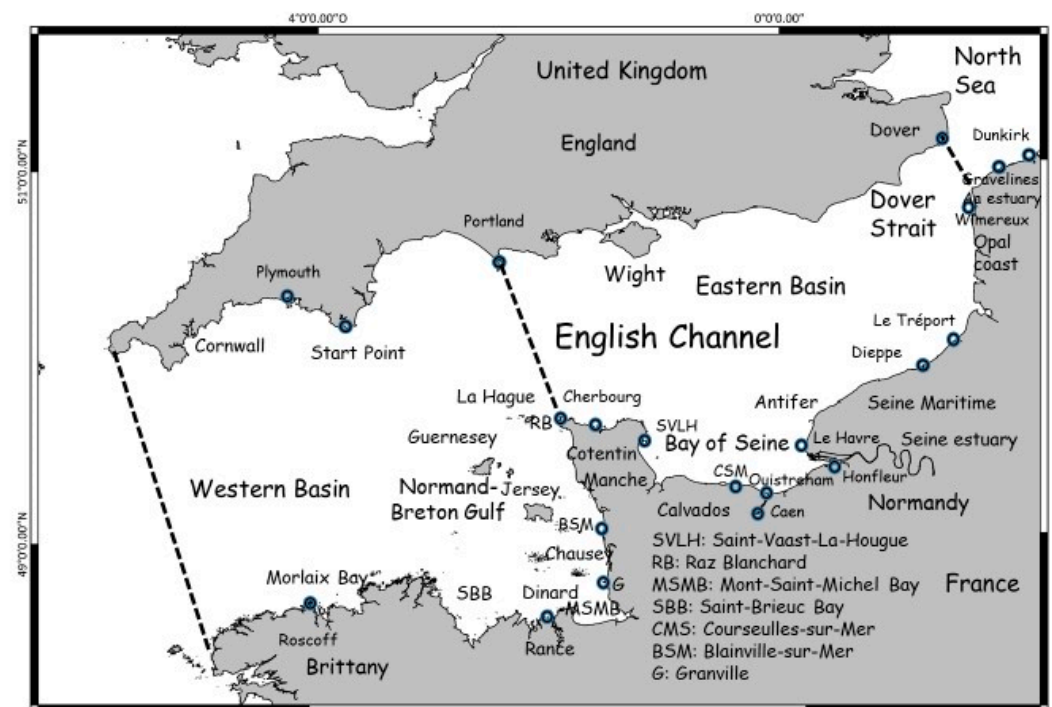 4°0'0.00"O
0°0'0.00"
North
Sea
United Kingdom
Dover
Dunkirk
England
51°0'0.00"N
Gravelines
Aa estuary
Dover
Strait
Wimereux
Portland
Opal
coast
Wight
Plymouth
Eastern Basin
Le Tréport
English Channel
Cornwall
Start Point
Dieppe
La Hague
Cherbourg
Antifer
Seine Maritime
RB
SVLH
Guernesey
Bay of Seine
Le Havre
Seine estuary
Cotentin
CSM
Ouistreham
Honfleur
Manche
Western Basin
Normand-
Breton Gulf
Jersey
Calvados
Caen
Normandy
BSM
49°0'0.00"N
Chausey
SVLH: Saint-Vaast-La-Hougue
RB: Raz Blanchard
MSMB: Mont-Saint-Michel Bay
SBB: Saint-Brieuc Bay
CMS: Courseulles-sur-Mer
BSM: Blainville-sur-Mer
G: Granville
France
Morlaix Bay
SBB
Dinard
G
MSMB
Roscoff
Rance
Brittany